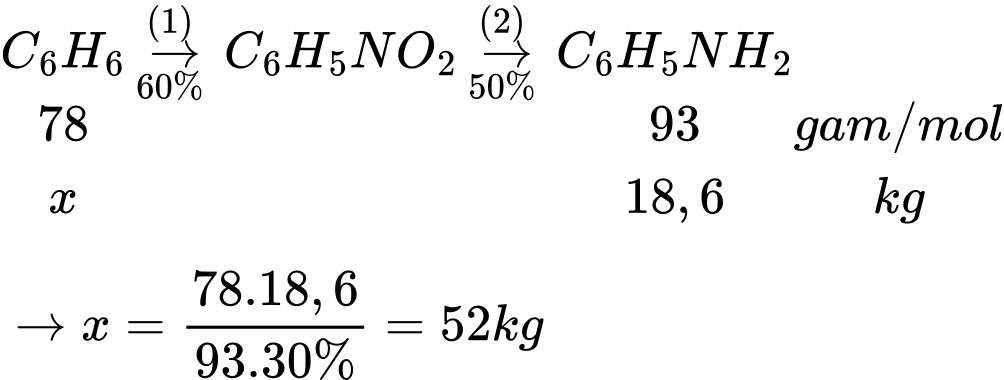 C₆H₆ →(1) 60% C₆H₅NO₂ →(2) 50% C₆H₅NH₂
78 93 gam/mol
x 18,6 kg
→ x = 78.18,6 / 93.30% = 52kg